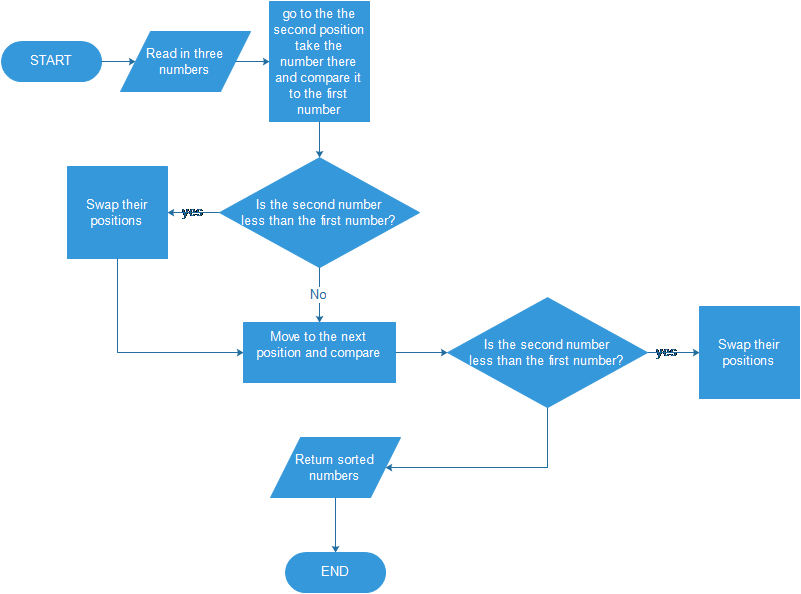 START
Read in three
numbers
go to the the
second position
take the
number there
and compare it
to the first
number
Is the second number
less than the first number?
yes
Swap their
positions
No
Move to the next
position and compare
Is the second number
less than the first number?
yes
Swap their
positions
Return sorted
numbers
END